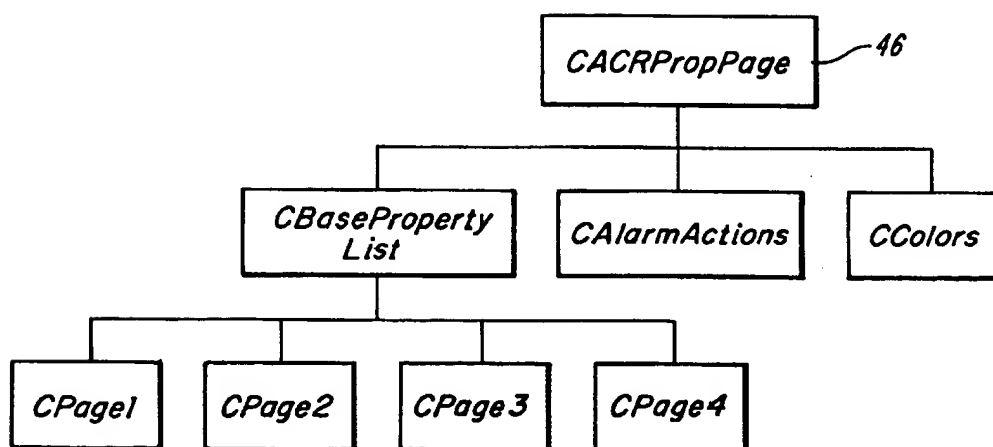 CACRPropPage
46
CBaseProperty
List
CAlarmActions
CColors
CPage1
CPage2
CPage3
CPage4